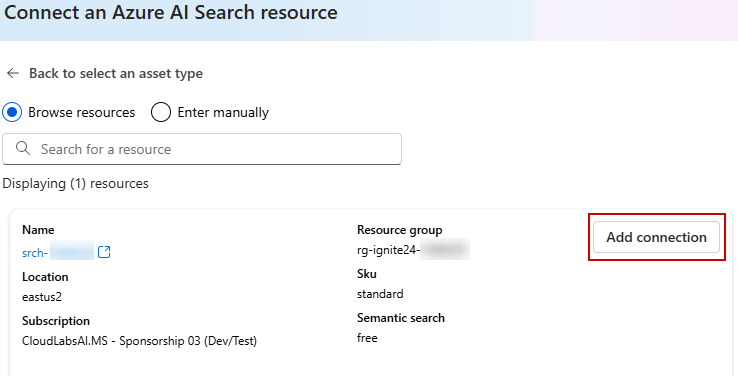 Connect an Azure AI Search resource
Back to select an asset type
Browse resources Enter manually
Search for a resource
Displaying (1) resources
Name Resource group
srch- rg-ignite24- Add connection
Location Sku
eastus2 standard
Subscription Semantic search
CloudLabsAI.MS - Sponsorship 03 (Dev/Test) free